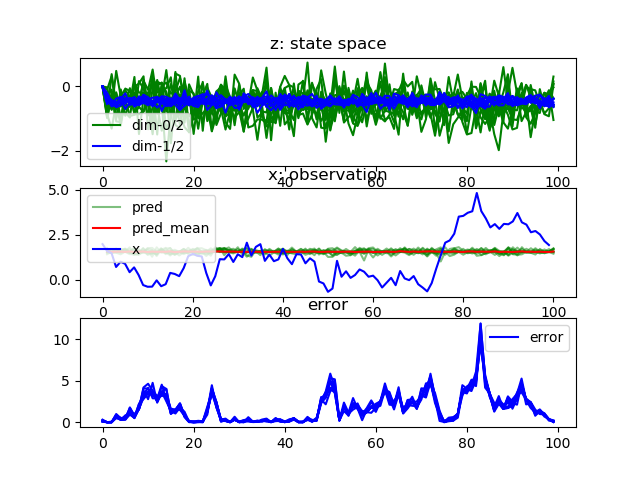 z: state space
0
−2
dim-0/2
dim-1/2
0 20 40 60 80 100
x: observation
5.0
2.5
0.0
pred
pred_mean
x
0 20 40 60 80 100
error
10
5
0
error
0 20 40 60 80 100